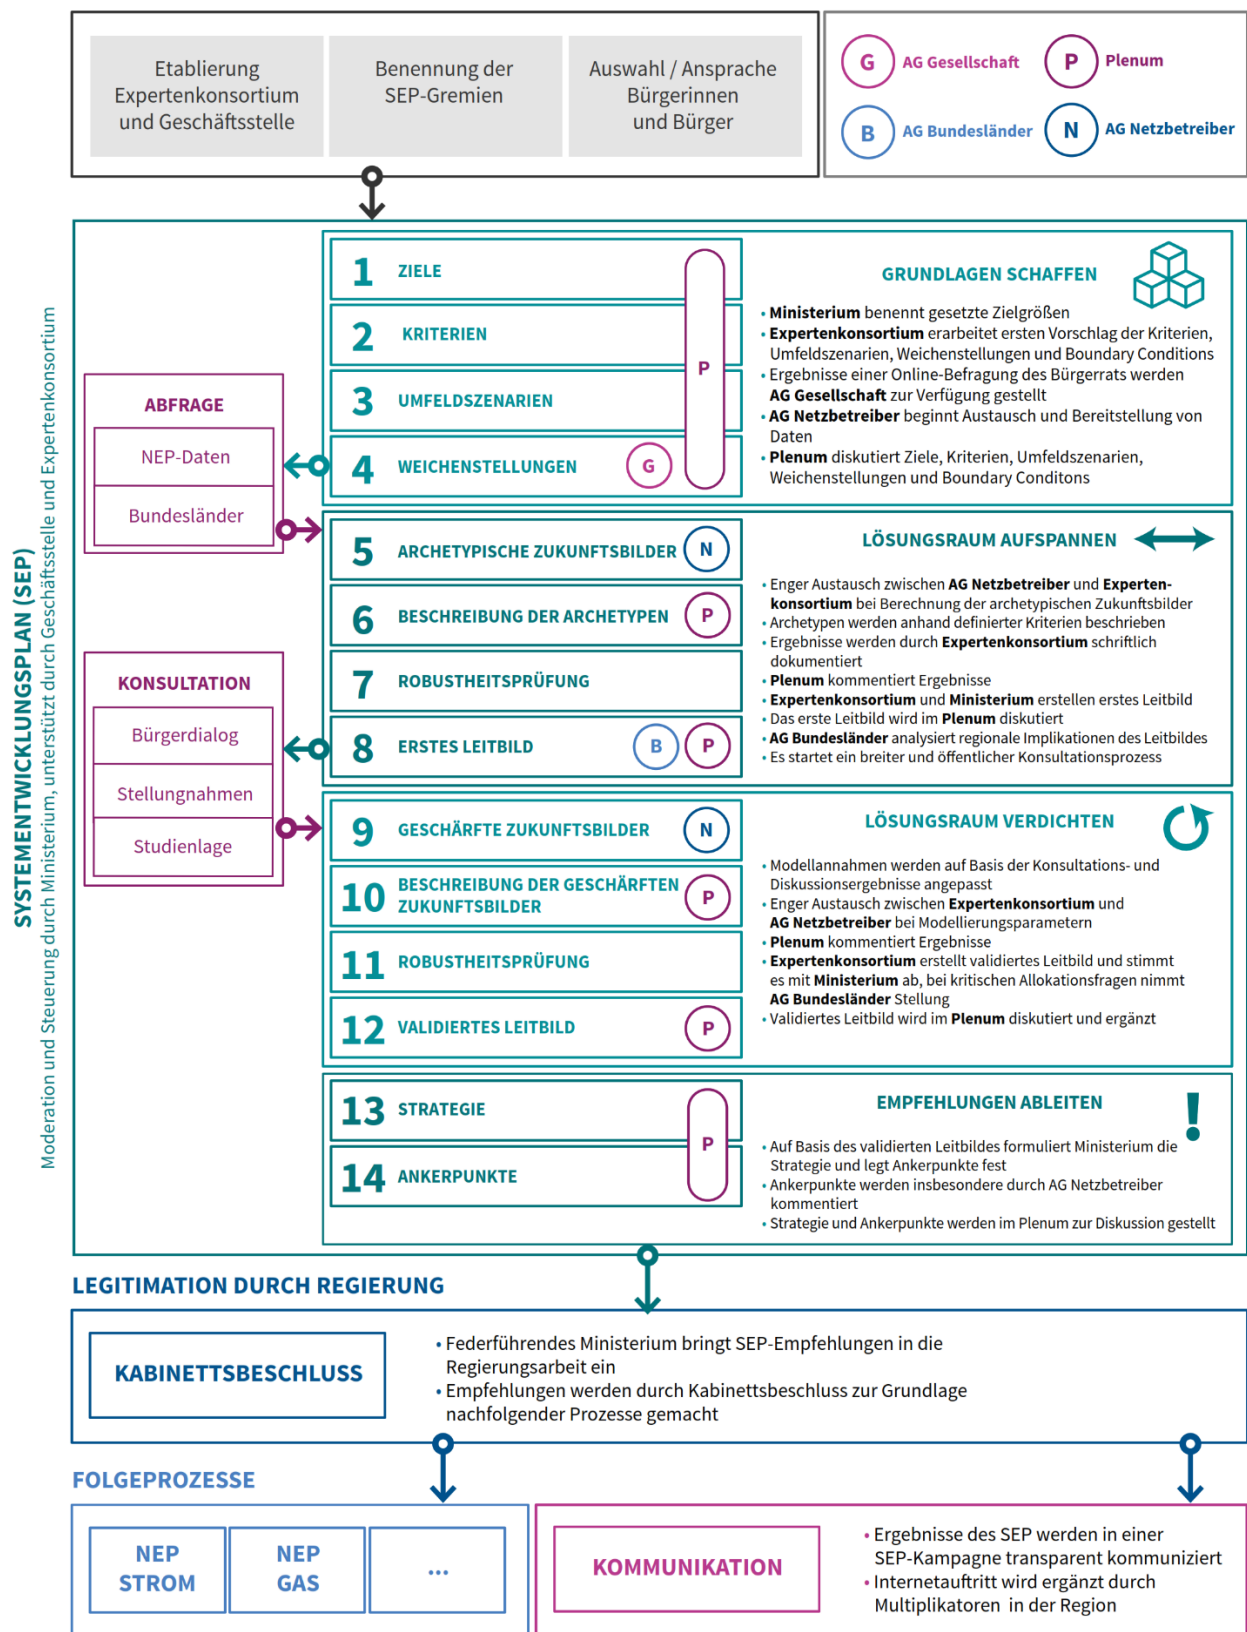 Etablierung
Expertenkonsortium
und Geschäftsstelle
Benennung der
SEP-Gremien
Auswahl / Ansprache
Bürgerinnen
und Bürger
G AG Gesellschaft
P Plenum
B AG Bundesländer
N AG Netzbetreiber
SYSTEMENTWICKLUNGSPLAN (SEP)
Moderation und Steuerung durch Ministerium, unterstützt durch Geschäftsstelle und Expertenkonsortium
1 ZIELE
2 KRITERIEN
3 UMFELDSZENARIEN
4 WEICHENSTELLUNGEN
G
P
GRUNDLAGEN SCHAFFEN
• Ministerium benennt gesetzte Zielgrößen
• Expertenkonsortium erarbeitet ersten Vorschlag der Kriterien,
Umfeldszenarien, Weichenstellungen und Boundary Conditions
• Ergebnisse einer Online-Befragung des Bürgerrats werden
AG Gesellschaft zur Verfügung gestellt
• AG Netzbetreiber beginnt Austausch und Bereitstellung von
Daten
• Plenum diskutiert Ziele, Kriterien, Umfeldszenarien,
Weichenstellungen und Boundary Conditons
ABFRAGE
NEP-Daten
Bundesländer
5 ARCHETYPISCHE ZUKUNFTSBILDER
N
6 BESCHREIBUNG DER ARCHETYPEN
P
7 ROBUSTHEITSPRÜFUNG
8 ERSTES LEITBILD
B
P
LÖSUNGSRAUM AUFSPANNEN
• Enger Austausch zwischen AG Netzbetreiber und Experten-
konsortium bei Berechnung der archetypischen Zukunftsbilder
• Archetypen werden anhand definierter Kriterien beschrieben
• Ergebnisse werden durch Expertenkonsortium schriftlich
dokumentiert
• Plenum kommentiert Ergebnisse
• Expertenkonsortium und Ministerium erstellen erstes Leitbild
• Das erste Leitbild wird im Plenum diskutiert
• AG Bundesländer analysiert regionale Implikationen des Leitbildes
• Es startet ein breiter und öffentlicher Konsultationsprozess
KONSULTATION
Bürgerdialog
Stellungnahmen
Studienlage
9 GESCHÄRFTE ZUKUNFTSBILDER
N
10 BESCHREIBUNG DER GESCHÄRFTEN
ZUKUNFTSBILDER
P
11 ROBUSTHEITSPRÜFUNG
12 VALIDIERTES LEITBILD
P
LÖSUNGSRAUM VERDICHTEN
• Modellannahmen werden auf Basis der Konsultations- und
Diskussionsergebnisse angepasst
• Enger Austausch zwischen Expertenkonsortium und
AG Netzbetreiber bei Modellierungsparametern
• Plenum kommentiert Ergebnisse
• Expertenkonsortium erstellt validiertes Leitbild und stimmt
es mit Ministerium ab, bei kritischen Allokationsfragen nimmt
AG Bundesländer Stellung
• Validiertes Leitbild wird im Plenum diskutiert und ergänzt
13 STRATEGIE
14 ANKERPUNKTE
P
EMPFEHLUNGEN ABLEITEN
!
• Auf Basis des validierten Leitbildes formuliert Ministerium die
Strategie und legt Ankerpunkte fest
• Ankerpunkte werden insbesondere durch AG Netzbetreiber
kommentiert
• Strategie und Ankerpunkte werden im Plenum zur Diskussion gestellt
LEGITIMATION DURCH REGIERUNG
KABINETTSBESCHLUSS
• Federführendes Ministerium bringt SEP-Empfehlungen in die
Regierungsarbeit ein
• Empfehlungen werden durch Kabinettsbeschluss zur Grundlage
nachfolgender Prozesse gemacht
FOLGEPROZESSE
NEP
STROM
NEP
GAS
...
KOMMUNIKATION
• Ergebnisse des SEP werden in einer
SEP-Kampagne transparent kommuniziert
• Internetauftritt wird ergänzt durch
Multiplikatoren in der Region